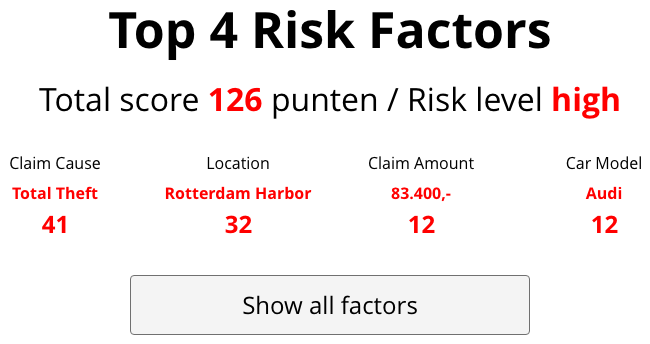 Top 4 Risk Factors
Total score 126 punten / Risk level high
Claim Cause Location Claim Amount Car Model
Total Theft Rotterdam Harbor 83.400,- Audi
41 32 12 12
Show all factors